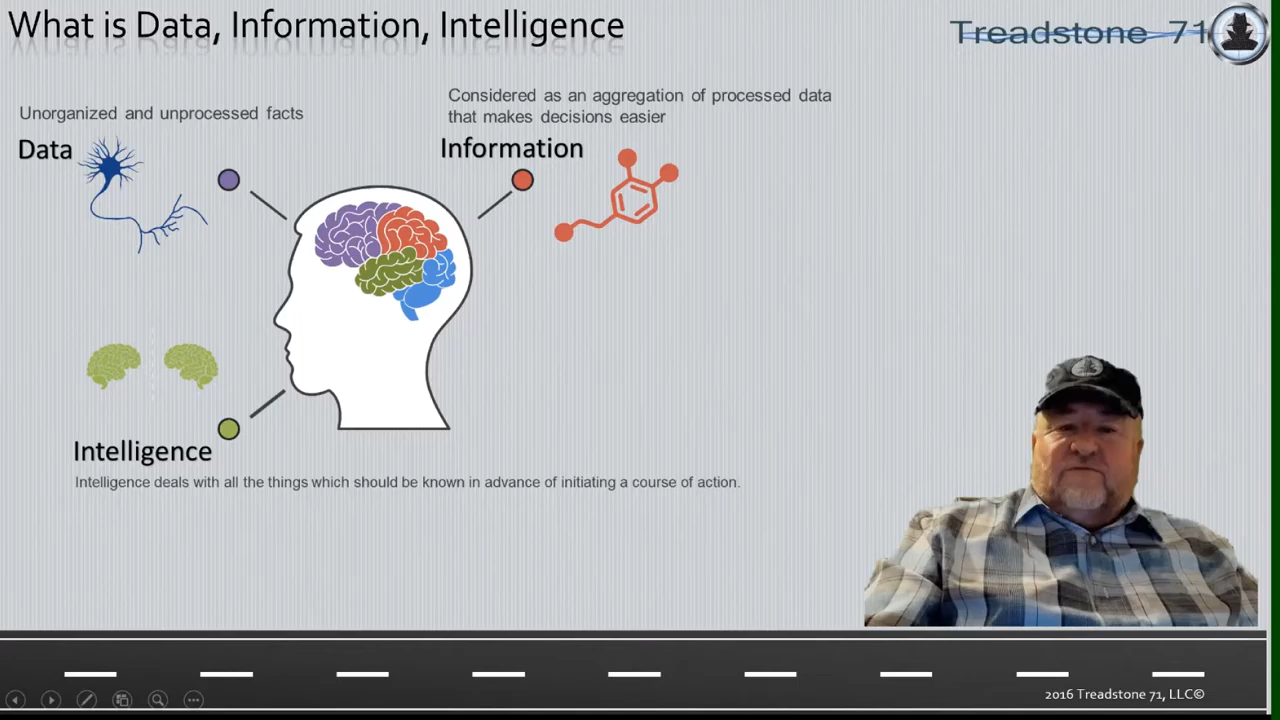 What is Data, Information, Intelligence
Treadstone 71
Unorganized and unprocessed facts
Data
Considered as an aggregation of processed data
that makes decisions easier
Information
Intelligence
Intelligence deals with all the things which should be known in advance of initiating a course of action.
2016 Treadstone 71, LLC©